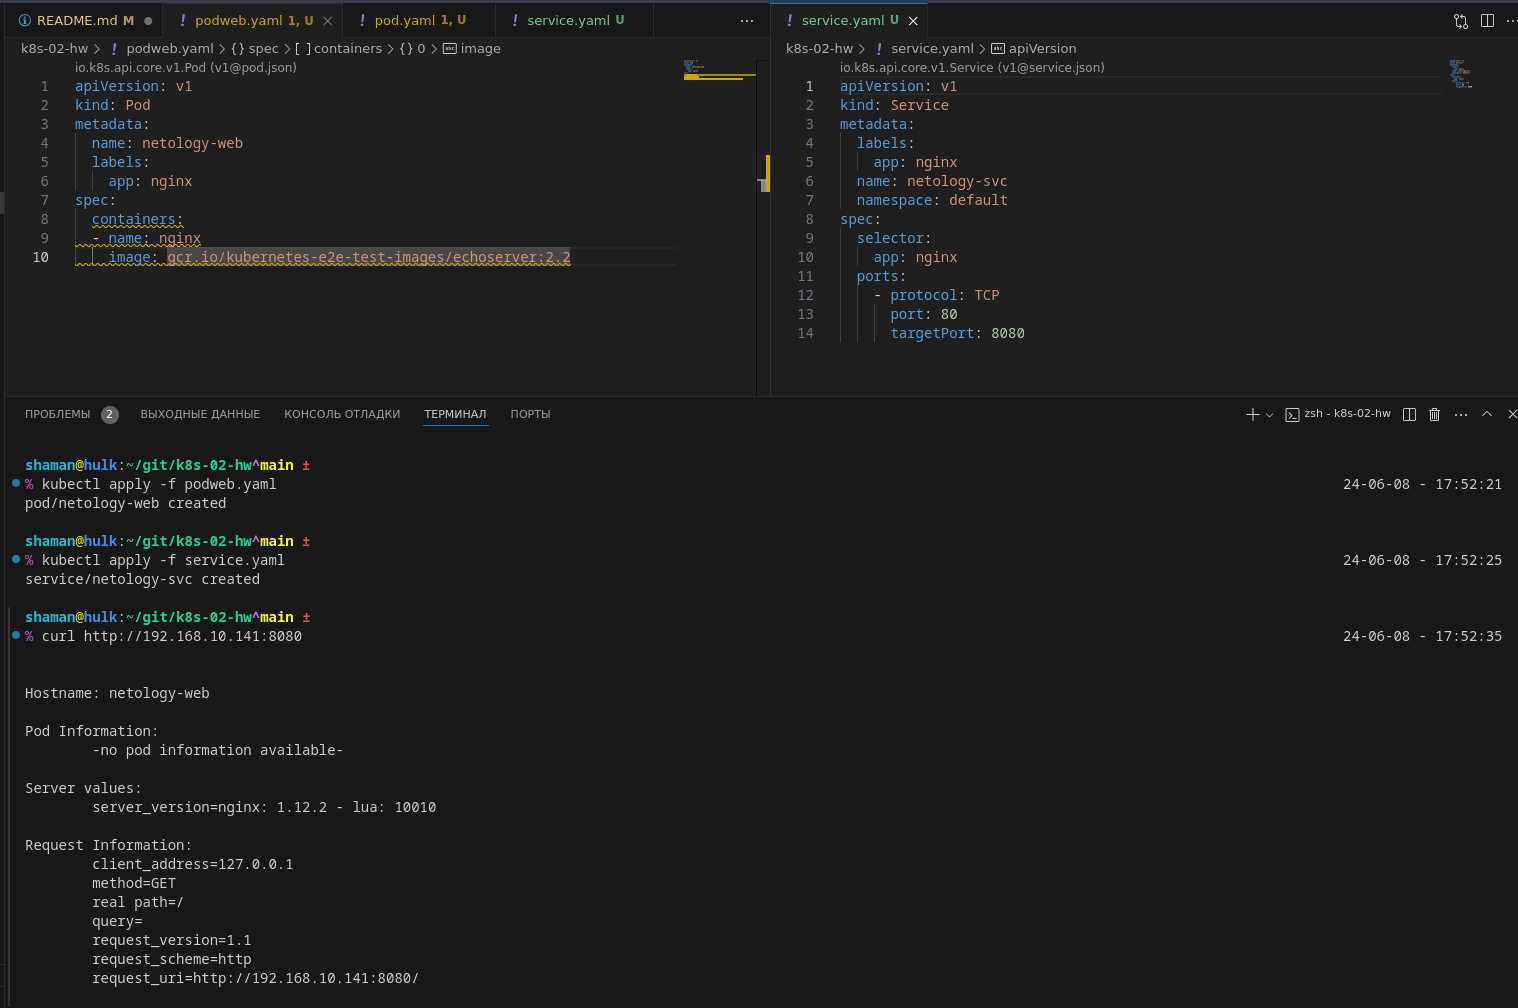 README.md M
podweb.yaml 1, U
pod.yaml 1, U
service.yaml U
k8s-02-hw > podweb.yaml > {} spec > [ ] containers > {} 0 > image
io.k8s.api.core.v1.Pod (v1@pod.json)
1 apiVersion: v1
2 kind: Pod
3 metadata:
4   name: netology-web
5   labels:
6     app: nginx
7 spec:
8   containers:
9   - name: nginx
10     image: gcr.io/kubernetes-e2e-test-images/echoserver:2.2
service.yaml U
k8s-02-hw > service.yaml > apiVersion
io.k8s.api.core.v1.Service (v1@service.json)
1 apiVersion: v1
2 kind: Service
3 metadata:
4   labels:
5     app: nginx
6   name: netology-svc
7   namespace: default
8 spec:
9   selector:
10     app: nginx
11   ports:
12     - protocol: TCP
13       port: 80
14       targetPort: 8080
ПРОБЛЕМЫ 2 ВЫХОДНЫЕ ДАННЫЕ КОНСОЛЬ ОТЛАДКИ ТЕРМИНАЛ ПОРТЫ
zsh - k8s-02-hw
shaman@hulk:~/git/k8s-02-hw^main ±
% kubectl apply -f podweb.yaml 24-06-08 - 17:52:21
pod/netology-web created
shaman@hulk:~/git/k8s-02-hw^main ±
% kubectl apply -f service.yaml 24-06-08 - 17:52:25
service/netology-svc created
shaman@hulk:~/git/k8s-02-hw^main ±
% curl http://192.168.10.141:8080 24-06-08 - 17:52:35
Hostname: netology-web
Pod Information:
        -no pod information available-
Server values:
        server_version=nginx: 1.12.2 - lua: 10010
Request Information:
        client_address=127.0.0.1
        method=GET
        real path=/
        query=
        request_version=1.1
        request_scheme=http
        request_uri=http://192.168.10.141:8080/